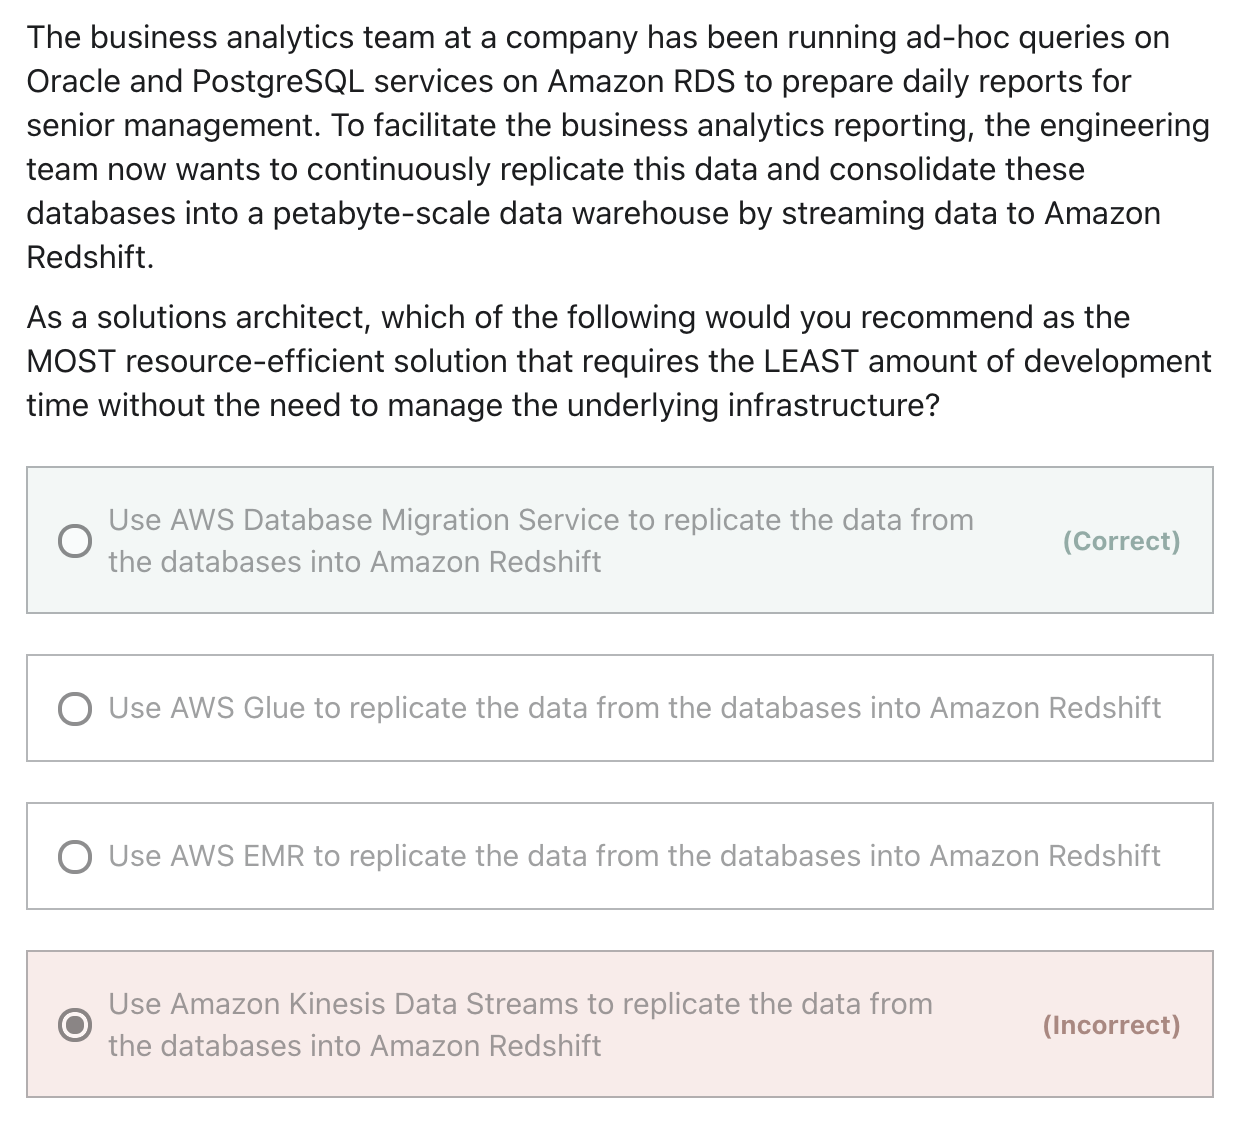 The business analytics team at a company has been running ad-hoc queries on
Oracle and PostgreSQL services on Amazon RDS to prepare daily reports for
senior management. To facilitate the business analytics reporting, the engineering
team now wants to continuously replicate this data and consolidate these
databases into a petabyte-scale data warehouse by streaming data to Amazon
Redshift.
As a solutions architect, which of the following would you recommend as the
MOST resource-efficient solution that requires the LEAST amount of development
time without the need to manage the underlying infrastructure?
Use AWS Database Migration Service to replicate the data from
the databases into Amazon Redshift
(Correct)
Use AWS Glue to replicate the data from the databases into Amazon Redshift
Use AWS EMR to replicate the data from the databases into Amazon Redshift
Use Amazon Kinesis Data Streams to replicate the data from
the databases into Amazon Redshift
(Incorrect)